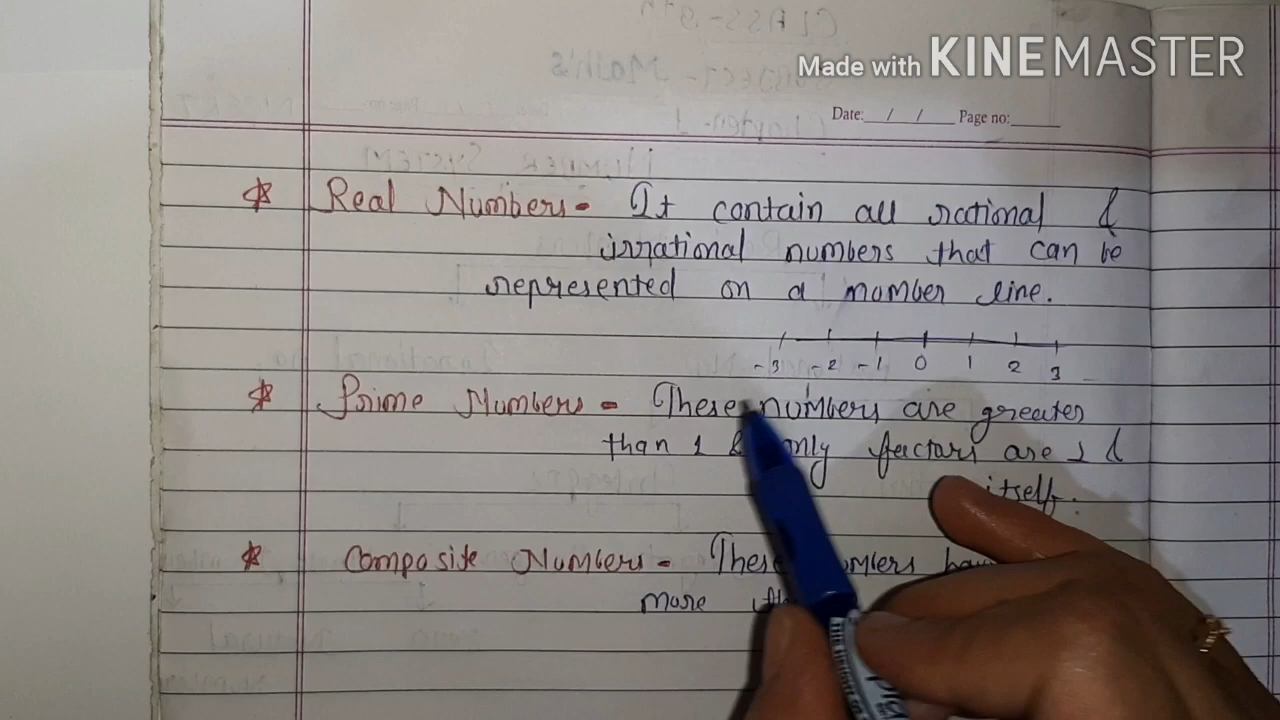 Made with KINEMASTER
Date: / / Page no:
☆ Real Numbers - It contain all rational &
irrational numbers that can be
represented on a number line.
-3 -2 -1 0 1 2 3
☆ Prime Numbers - These numbers are greater
than 1 & only factors are 1 &
itself.
☆ Composite Numbers - These
more